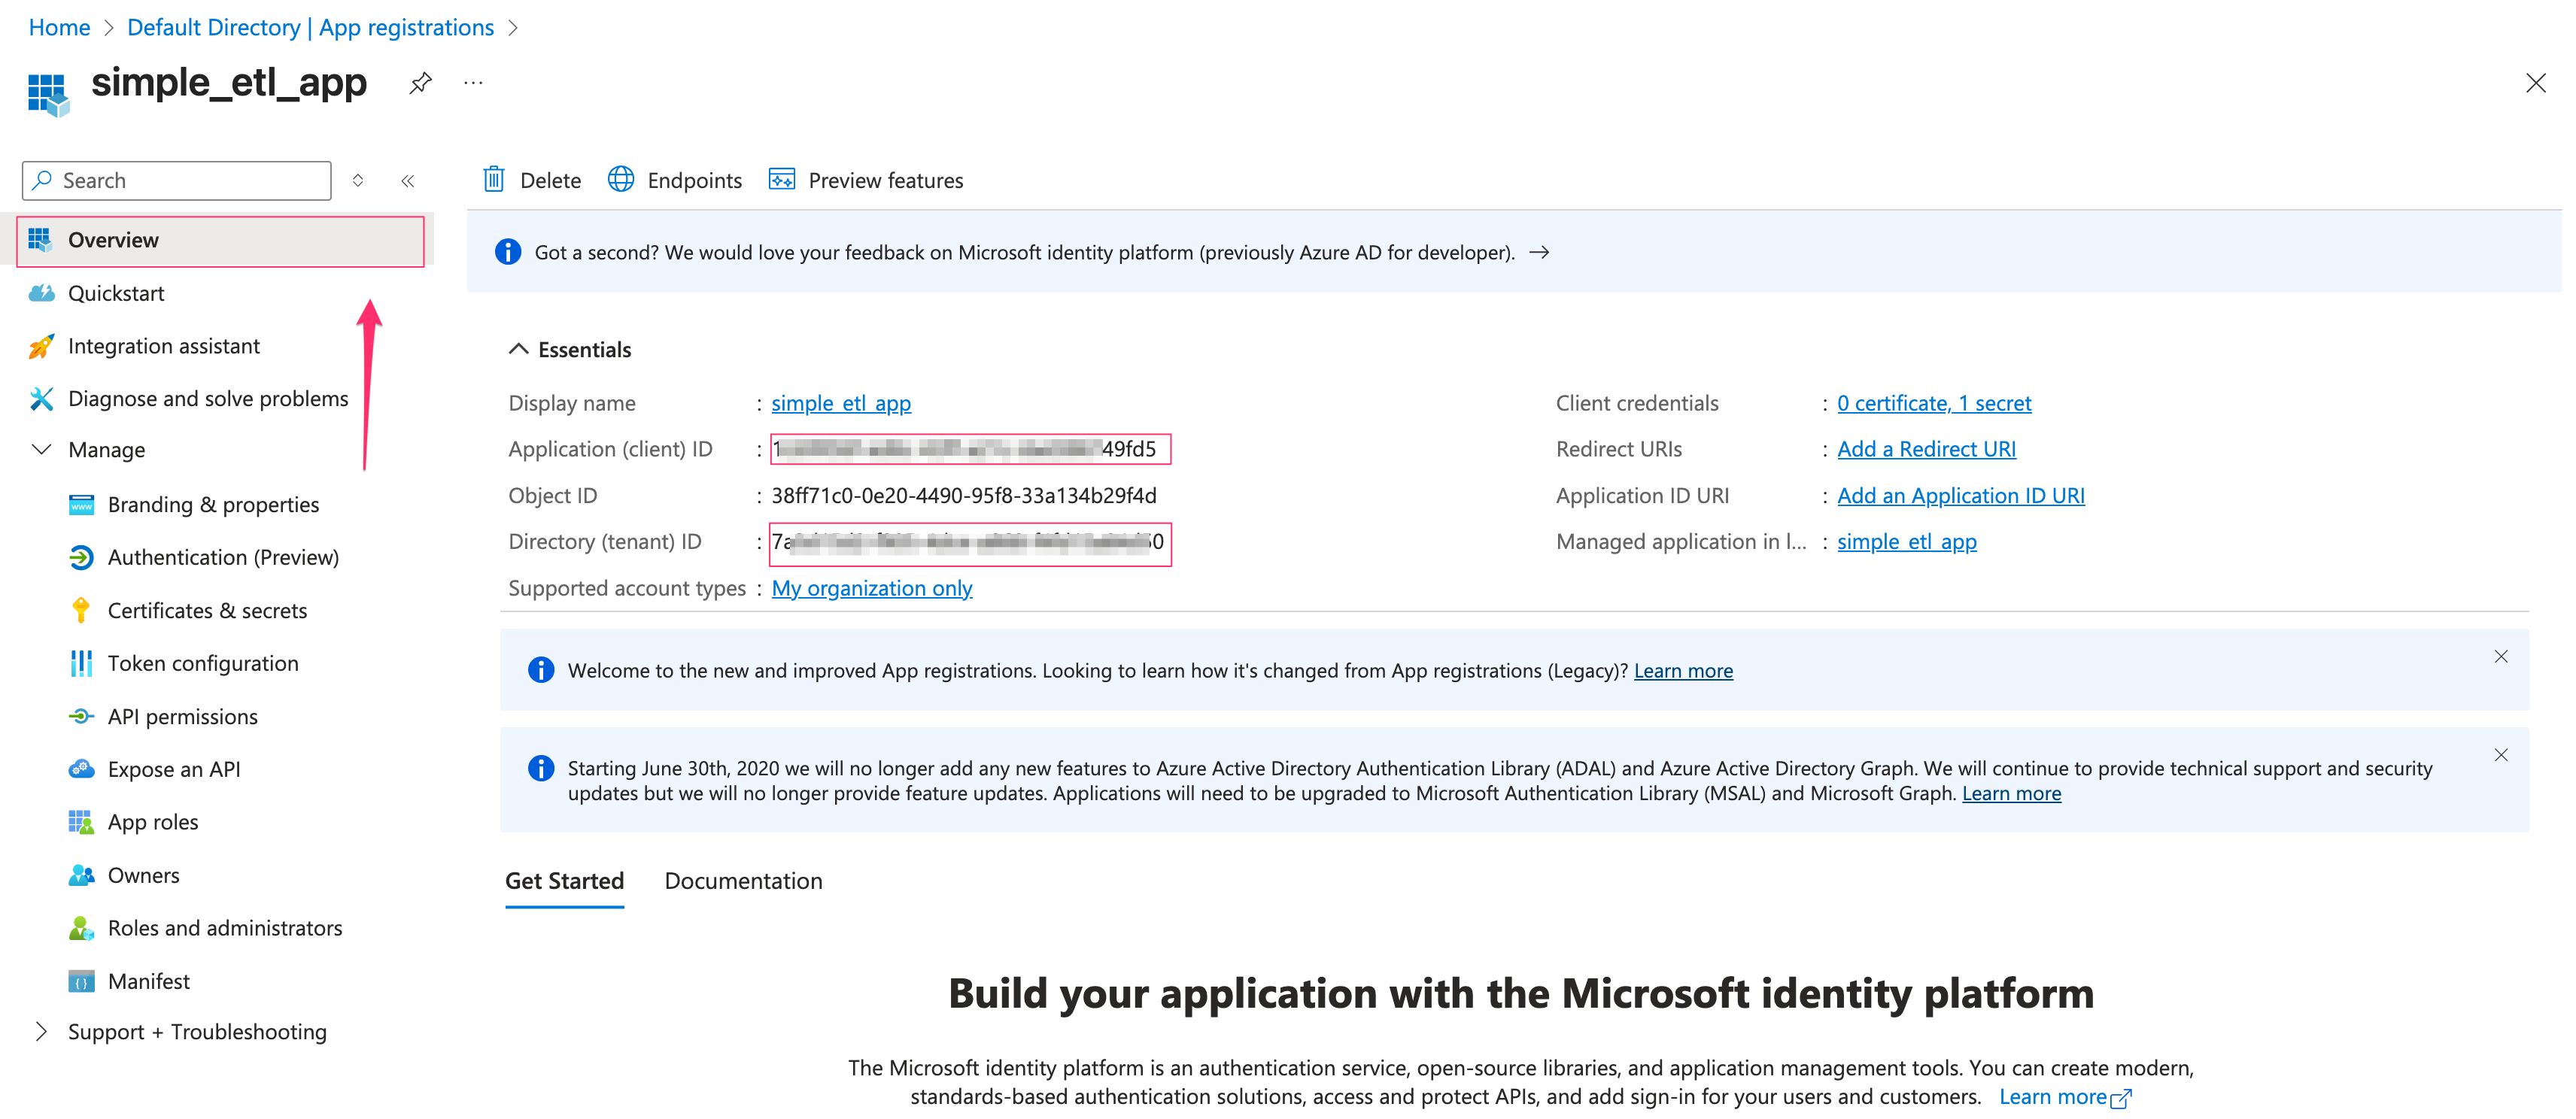 Home > Default Directory | App registrations >
simple_etl_app ...
Search
Delete Endpoints Preview features
Overview
Quickstart
Integration assistant
Diagnose and solve problems
Manage
Branding & properties
Authentication (Preview)
Certificates & secrets
Token configuration
API permissions
Expose an API
App roles
Owners
Roles and administrators
Manifest
Support + Troubleshooting
Got a second? We would love your feedback on Microsoft identity platform (previously Azure AD for developer). →
Essentials
Display name : simple_etl_app
Application (client) ID : 1 49fd5
Object ID : 38ff71c0-0e20-4490-95f8-33a134b29f4d
Directory (tenant) ID : 7a 0
Supported account types : My organization only
Client credentials : 0 certificate, 1 secret
Redirect URIs : Add a Redirect URI
Application ID URI : Add an Application ID URI
Managed application in l... : simple_etl_app
Welcome to the new and improved App registrations. Looking to learn how it's changed from App registrations (Legacy)? Learn more
Starting June 30th, 2020 we will no longer add any new features to Azure Active Directory Authentication Library (ADAL) and Azure Active Directory Graph. We will continue to provide technical support and security
updates but we will no longer provide feature updates. Applications will need to be upgraded to Microsoft Authentication Library (MSAL) and Microsoft Graph. Learn more
Get Started Documentation
Build your application with the Microsoft identity platform
The Microsoft identity platform is an authentication service, open-source libraries, and application management tools. You can create modern,
standards-based authentication solutions, access and protect APIs, and add sign-in for your users and customers. Learn more